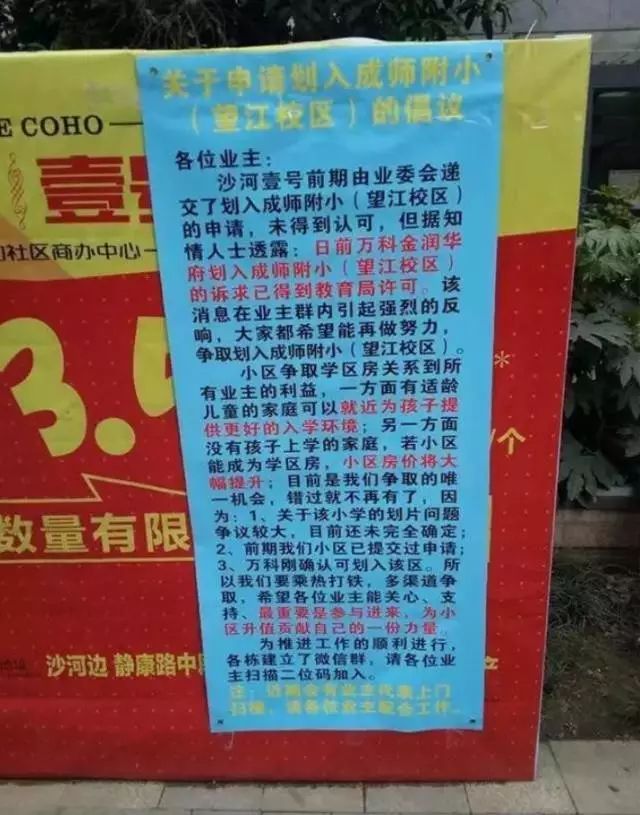 关于申请划入成师附小
（望江校区）的倡议
各位业主：
沙河壹号前期由业委会递
交了划入成师附小（望江校区）
的申请，未得到认可，但据知
情人士透露：日前万科金润华
府划入成师附小（望江校区）
的诉求已得到教育局许可。该
消息在业主群内引起强烈的反
响，大家都希望能再做努力，
争取划入成师附小（望江校区）。
小区争取学区房关系到所
有业主的利益，一方面有适龄
儿童的家庭可以就近为孩子提
供更好的入学环境；另一方面
没有孩子上学的家庭，若小区
能成为学区房，小区房价将大
幅提升；目前是我们争取的唯
一机会，错过就不再有了，因
为：1、关于该小学的划片问题
争议较大，目前还未完全确定；
2、前期我们小区已提交过申请；
3、万科刚确认可划入该区。所
以我们要乘热打铁，多渠道争
取，希望各位业主能关心、支
持、最重要是参与进来，为小
区升值贡献自己的一份力量。
为推进工作的顺利进行，
各栋建立了微信群，请各位业
主扫描二位码加入。
注：近期会有业主代表上门
扫楼，请各位业主配合工作。
E COHO
壹
社区商办中心
3.
/个
数量有限
沙河边 静康路中